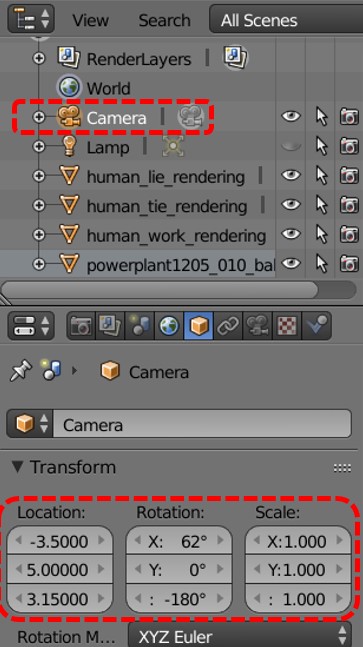 View Search All Scenes
RenderLayers
World
Camera
Lamp
human_lie_rendering
human_tie_rendering
human_work_rendering
powerplant1205_010_bal
Camera
Camera
Transform
Location: Rotation: Scale:
-3.5000 X: 62° X:1.000
5.00000 Y: 0° Y:1.000
3.15000 : -180° : 1.000
Rotation M... XYZ Euler